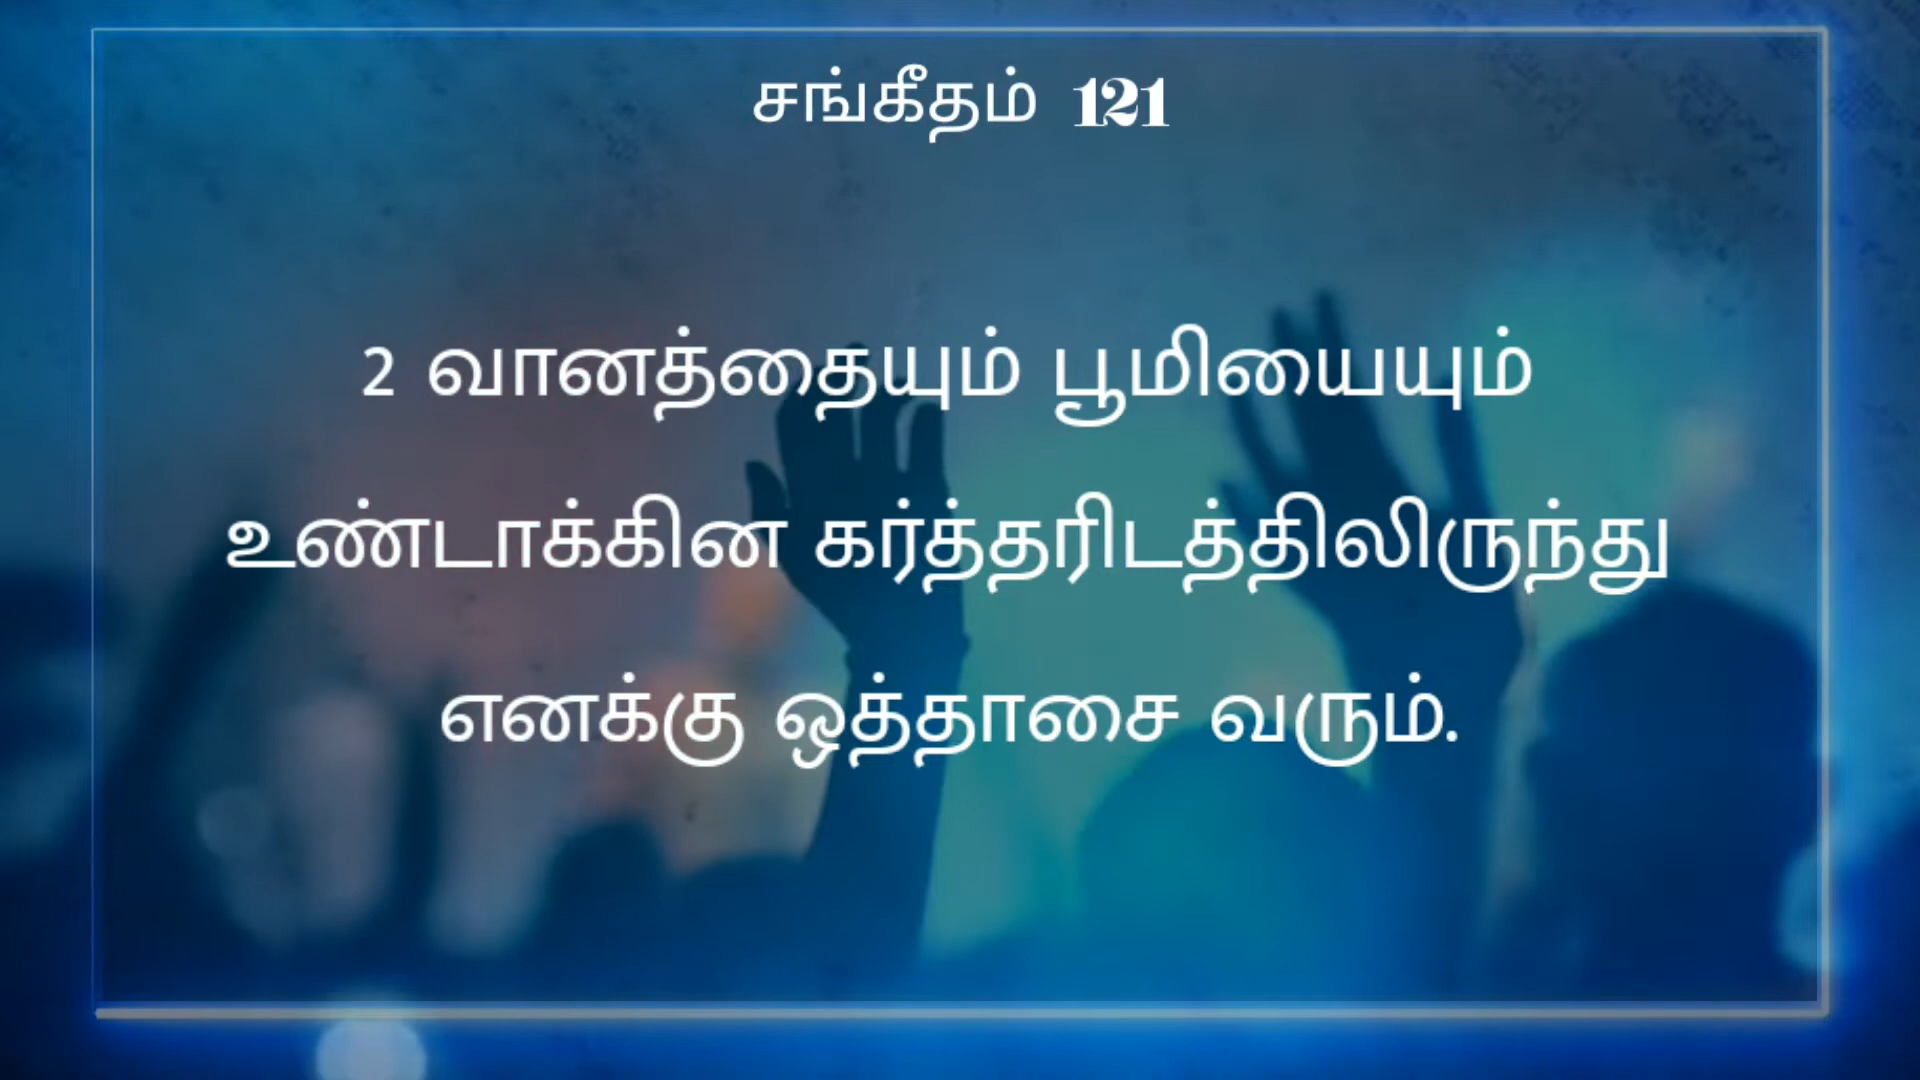 சங்கீதம் 121
2 வானத்தையும் பூமியையும்
உண்டாக்கின கர்த்தரிடத்திலிருந்து
எனக்கு ஒத்தாசை வரும்.